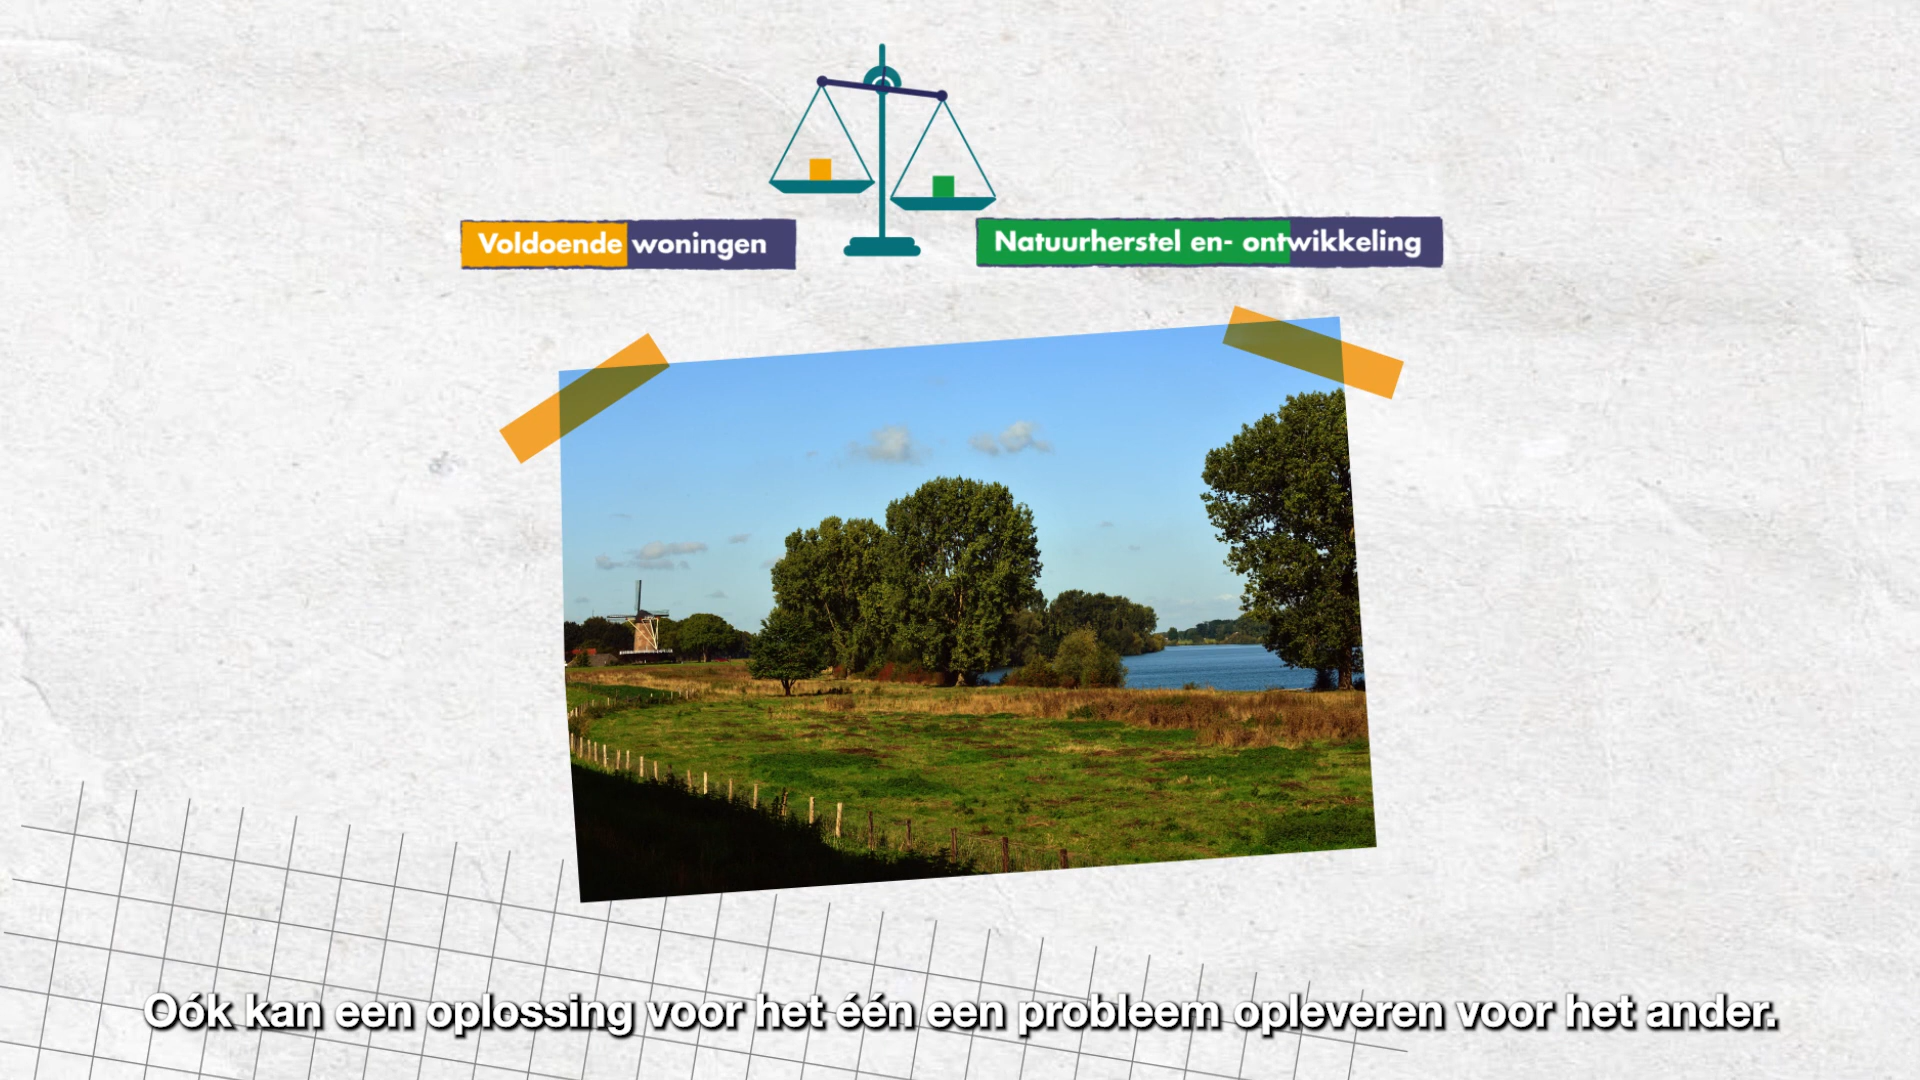 Voldoende woningen
Natuurherstel en- ontwikkeling
Oók kan een oplossing voor het één een probleem opleveren voor het ander.